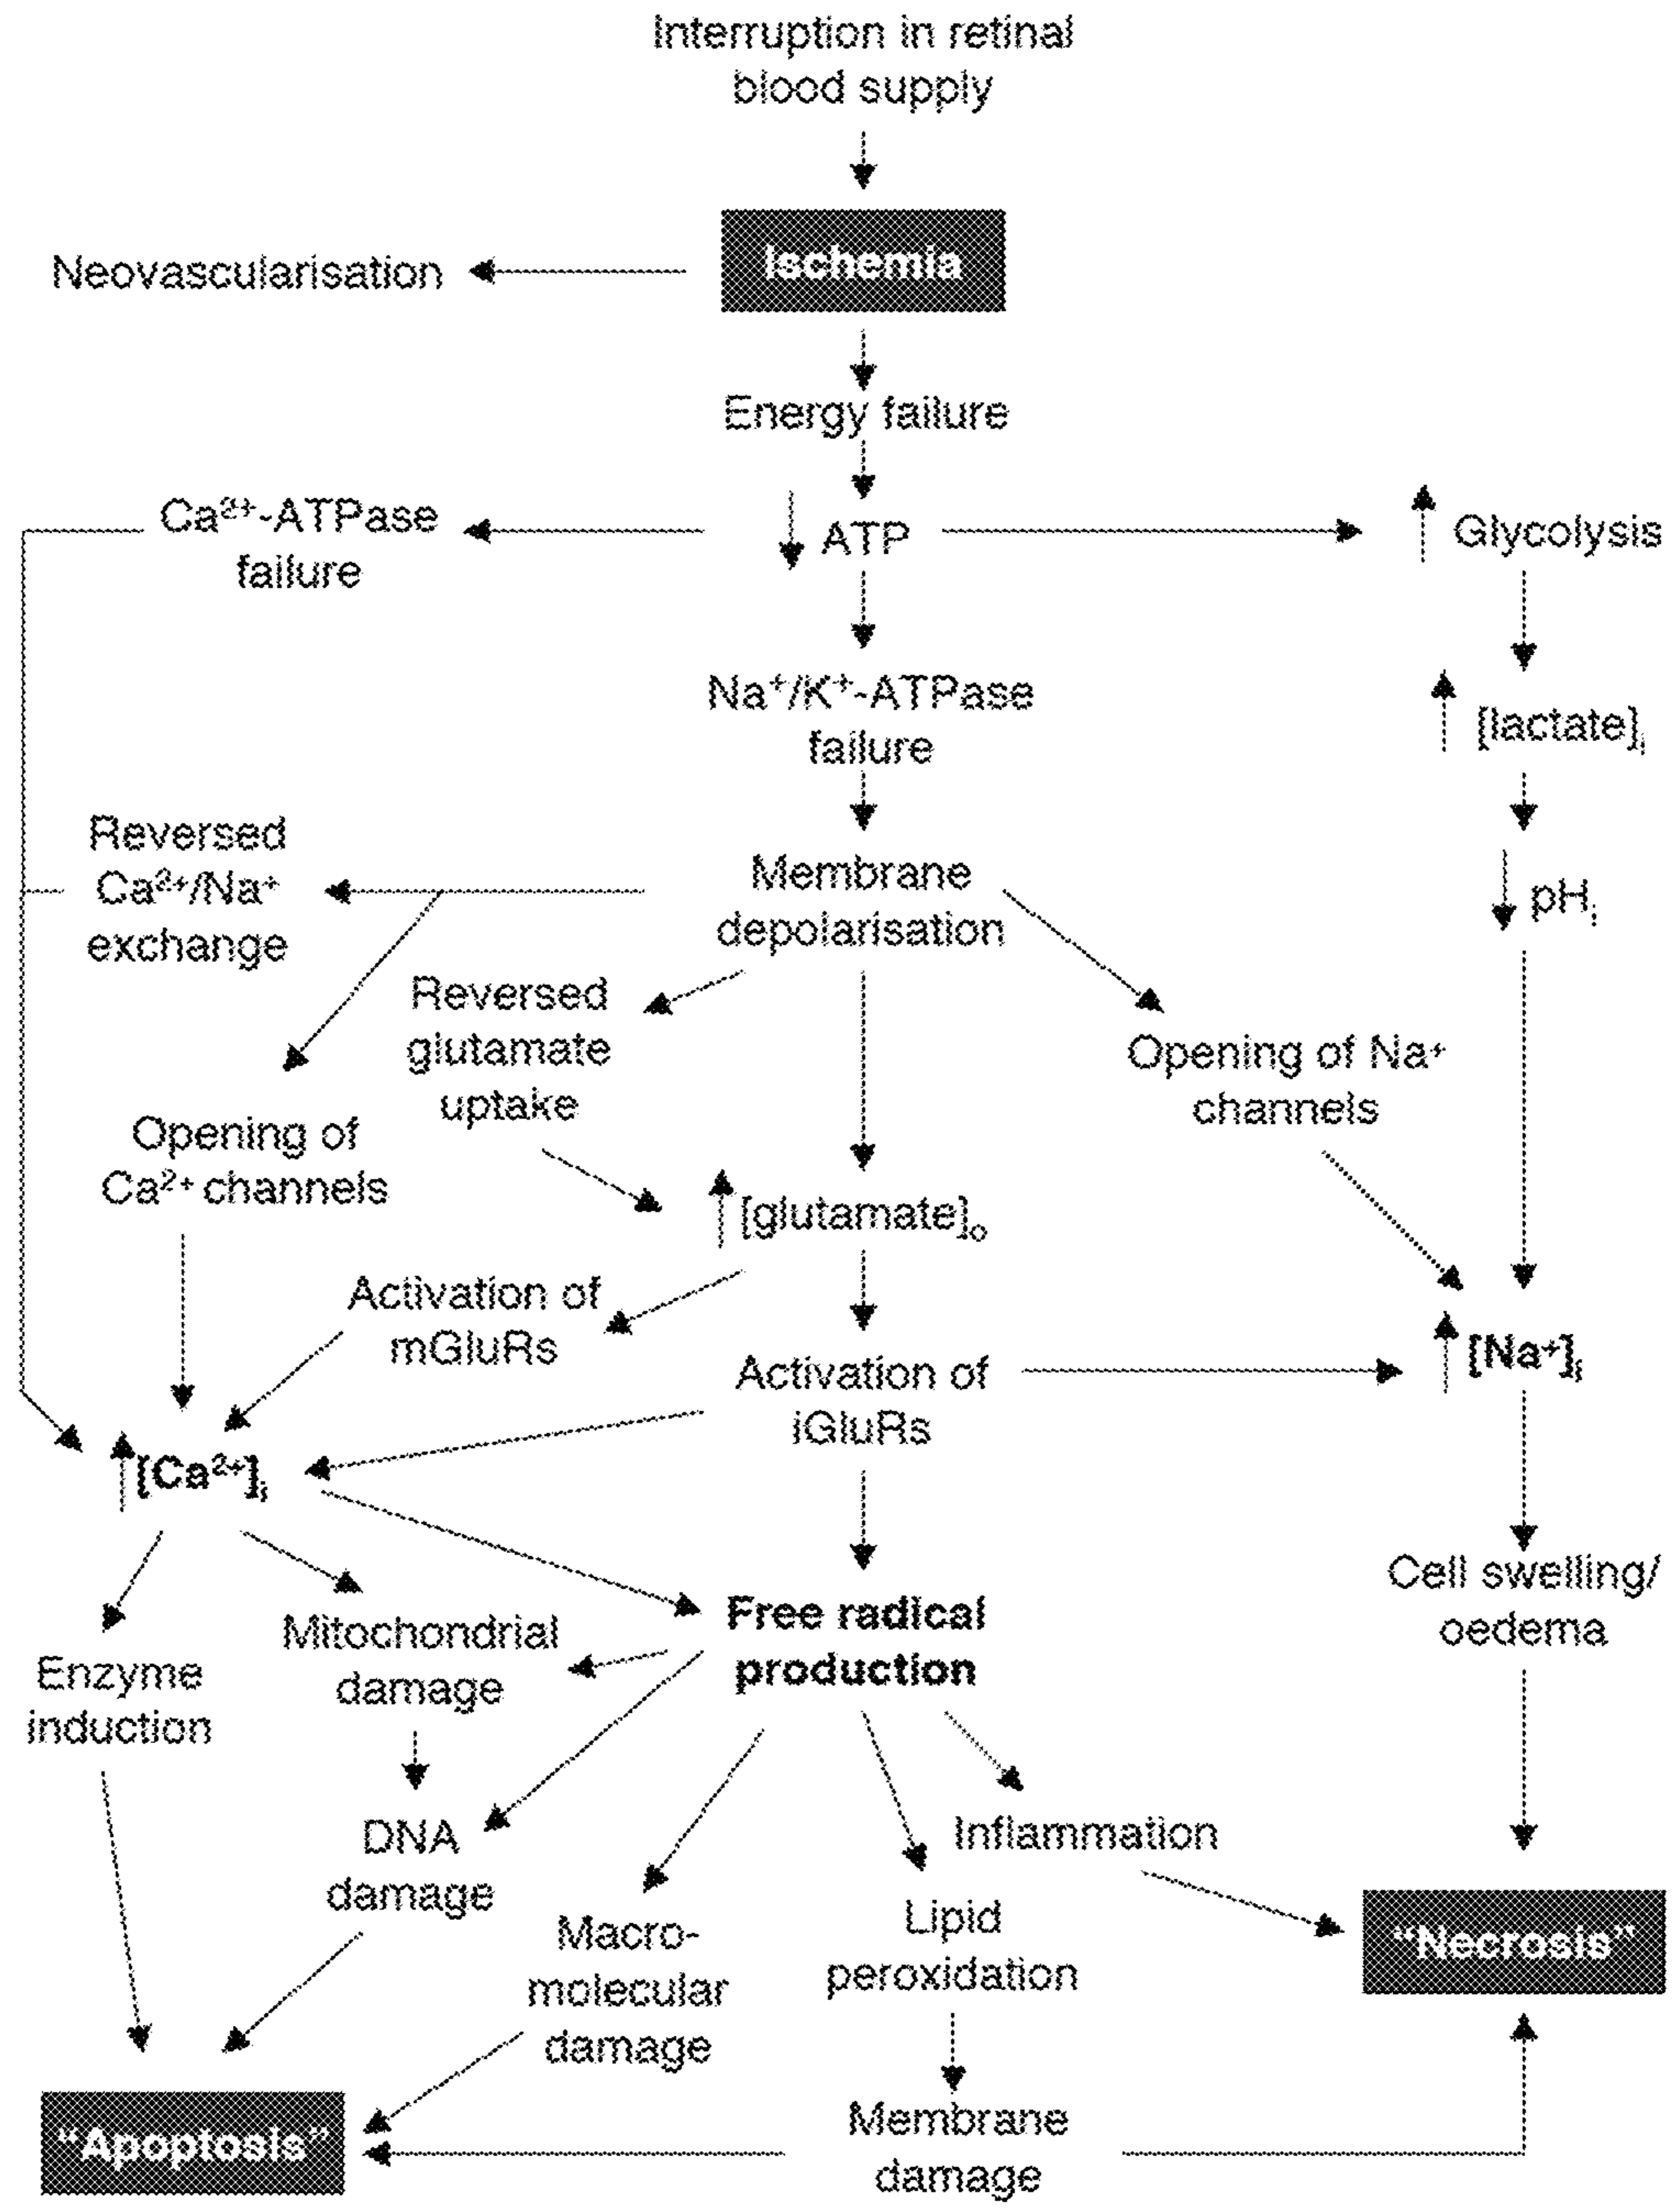 Interruption in retinal
blood supply
Ischemia
Neovascularisation
Energy failure
Ca²⁺-ATPase
failure
ATP
Glycolysis
Na⁺/K⁺-ATPase
failure
[lactate]ᵢ
Reversed
Ca²⁺/Na⁺
exchange
Membrane
depolarisation
pHᵢ
Reversed
glutamate
uptake
Opening of Na⁺
channels
Opening of
Ca²⁺ channels
[glutamate]ₒ
Activation of
mGluRs
Activation of
iGluRs
[Na⁺]ᵢ
[Ca²⁺]ᵢ
Free radical
production
Cell swelling/
oedema
Mitochondrial
damage
Enzyme
induction
DNA
damage
Inflammation
Macro-
molecular
damage
Lipid
peroxidation
“Necrosis”
Membrane
damage
“Apoptosis”